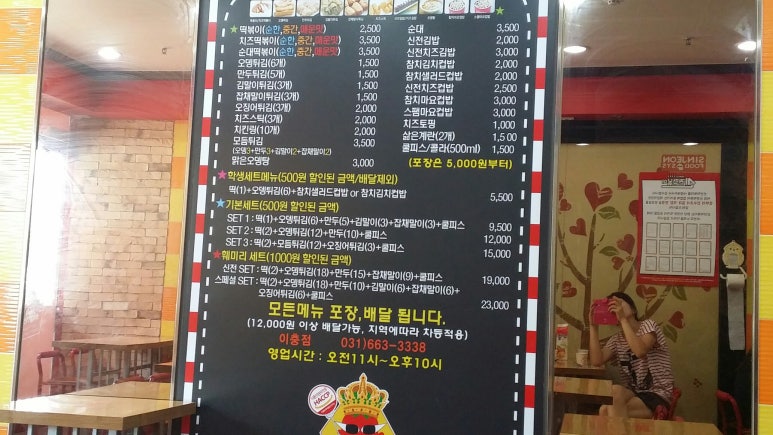 ★떡볶이(순한,중간,매운맛) 2,500
치즈떡볶이(순한,중간,매운맛) 3,500
순대떡볶이(순한,중간,매운맛) 3,500
오뎅튀김(6개) 1,500
만두튀김(5개) 1,500
김말이튀김(3개) 1,500
잡채말이튀김(3개) 1,500
오징어튀김(3개)
치즈스틱(3개) 2,000
치킨링(10개) 2,000
모듬튀김 3,500
(오뎅3+만두3+김말이2+잡채말이2)
맑은오뎅탕 3,000
순대 3,500
신전김밥 2,000
신전치즈김밥 2,500
참치김치컵밥 2,000
참치샐러드컵밥 2,000
신전치즈컵밥 2,500
참치마요컵밥 2,000
스팸마요컵밥 2,000
치즈토핑 1,000
삶은계란(2개) 1,500
쿨피스/콜라(500ml) 1,500
(포장은 5,000원부터)
★학생세트메뉴(500원 할인된 금액/배달제외)
떡(1)+오뎅튀김(6)+참치샐러드컵밥 or 참치김치컵밥 5,500
★기본세트(500원 할인된 금액)
SET 1 : 떡(1)+오뎅튀김(6)+만두(5)+김말이(3)+잡채말이(3)+쿨피스 9,500
SET 2 : 떡(2)+오뎅튀김(12)+만두(10)+쿨피스 12,000
SET 3 : 떡(2)+모듬튀김(12)+오징어튀김(3)+쿨피스 15,000
★훼미리 세트(1000원 할인된 금액)
신전 SET : 떡(2)+오뎅튀김(18)+만두(15)+잡채말이(9)+쿨피스 19,000
스페셜 SET : 떡(2)+오뎅튀김(18)+만두(10)+김말이(6)+잡채말이(6)+
오징어튀김(6)+쿨피스 23,000
모든메뉴 포장,배달 됩니다.
(12,000원 이상 배달가능, 지역에따라 차등적용)
이충점 031)663-3338
영업시간 : 오전11시~오후10시
HACCP
SINJEON
FOOD SYS